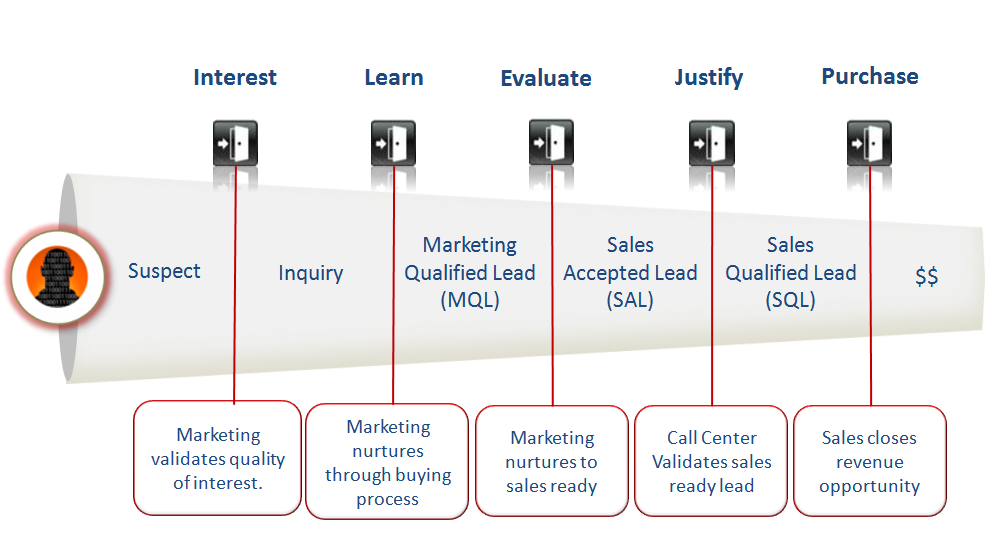 Interest
Learn
Evaluate
Justify
Purchase
Suspect
Inquiry
Marketing
Qualified Lead
(MQL)
Sales
Accepted Lead
(SAL)
Sales
Qualified Lead
(SQL)
$$
Marketing
validates quality
of interest.
Marketing
nurtures
through buying
process
Marketing
nurtures to
sales ready
Call Center
Validates sales
ready lead
Sales closes
revenue
opportunity